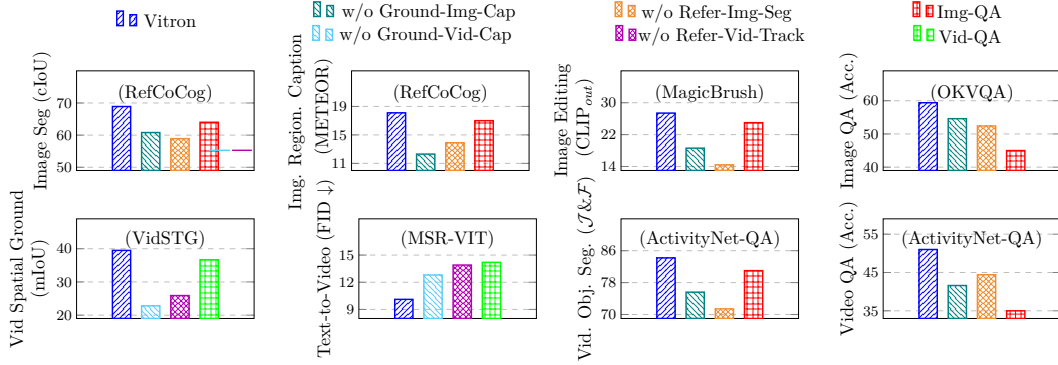 Vitron
w/o Ground-Img-Cap
w/o Ground-Vid-Cap
w/o Refer-Img-Seg
w/o Refer-Vid-Track
Img-QA
Vid-QA
Image Seg (cIoU)
(RefCoCog)
70
60
50
Img. Region. Caption
(METEOR)
(RefCoCog)
19
15
11
Image Editing
(CLIPout)
(MagicBrush)
30
22
14
Image QA (Acc.)
(OKVQA)
60
50
40
Vid Spatial Ground
(mIoU)
(VidSTG)
40
30
20
Text-to-Video (FID ↓)
(MSR-VIT)
15
12
9
Vid. Obj. Seg. (J&F)
(ActivityNet-QA)
86
78
70
Video QA (Acc.)
(ActivityNet-QA)
55
45
35